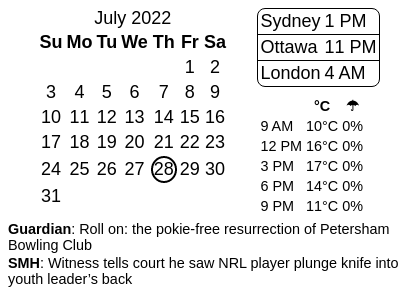 July 2022
Su Mo Tu We Th Fr Sa
1 2
3 4 5 6 7 8 9
10 11 12 13 14 15 16
17 18 19 20 21 22 23
24 25 26 27 28 29 30
31
Sydney 1 PM
Ottawa 11 PM
London 4 AM
°C ☂
9 AM 10°C 0%
12 PM 16°C 0%
3 PM 17°C 0%
6 PM 14°C 0%
9 PM 11°C 0%
Guardian: Roll on: the pokie-free resurrection of Petersham
Bowling Club
SMH: Witness tells court he saw NRL player plunge knife into
youth leader’s back